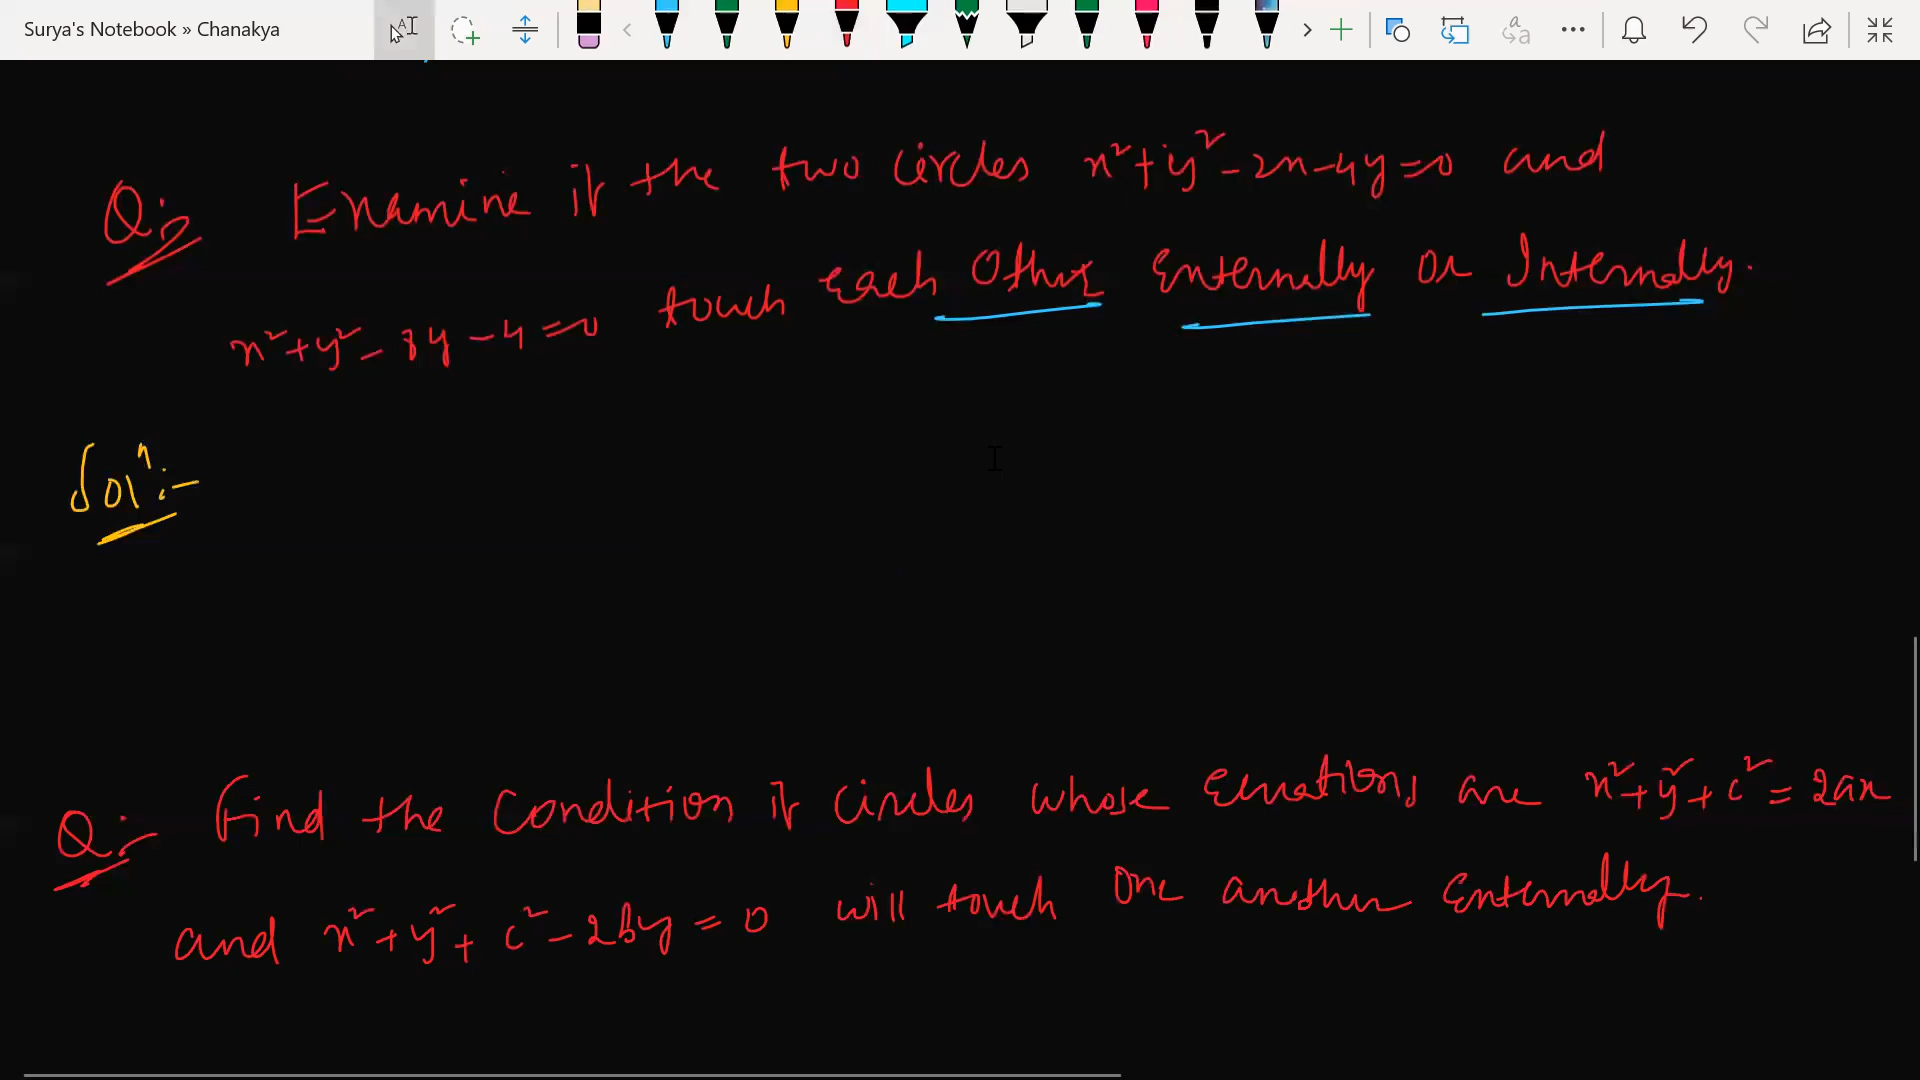 Surya's Notebook » Chanakya
Q:- Examine if the two circles x²+y²-2x-4y=0 and
x²+y²-8y-4=0 touch each Other Externally or Internally.
Solⁿ:-
Q:- Find the Condition if circles whose Equations are x²+y²+c²=2ax
and x²+y²+c²-2by=0 will touch One another Externally.